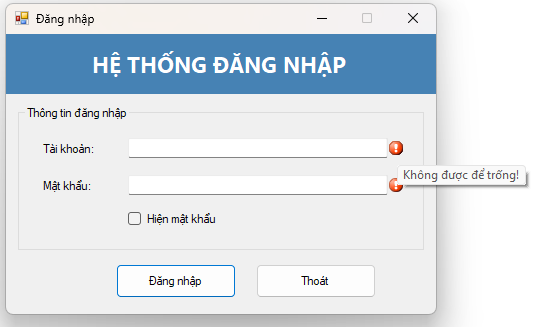 Đăng nhập
HỆ THỐNG ĐĂNG NHẬP
Thông tin đăng nhập
Tài khoản:
Không được để trống!
Mật khẩu:
Hiện mật khẩu
Đăng nhập
Thoát